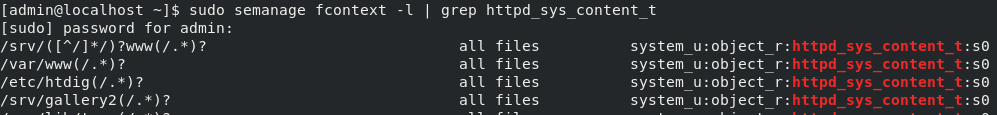 [admin@localhost ~]$ sudo semanage fcontext -l | grep httpd_sys_content_t
[sudo] password for admin:
/srv/([^/]*/)?www(/.*)? all files system_u:object_r:httpd_sys_content_t:s0
/var/www(/.*)? all files system_u:object_r:httpd_sys_content_t:s0
/etc/htdig(/.*)? all files system_u:object_r:httpd_sys_content_t:s0
/srv/gallery2(/.*)? all files system_u:object_r:httpd_sys_content_t:s0